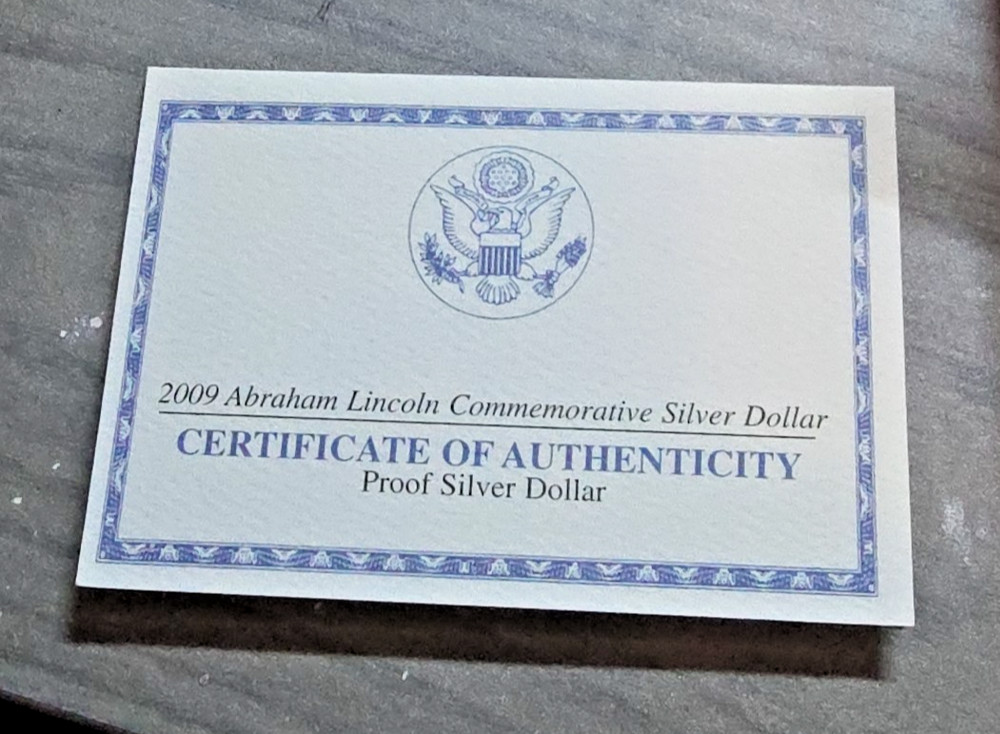 2009 Abraham Lincoln Commemorative Silver Dollar
CERTIFICATE OF AUTHENTICITY
Proof Silver Dollar